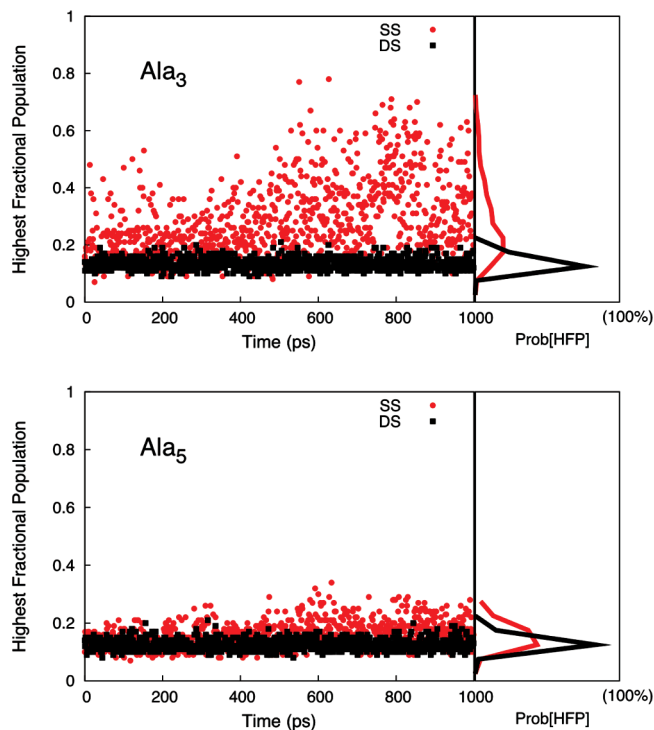 1
0.8
0.6
0.4
0.2
0
Highest Fractional Population
Ala3
SS
DS
0 200 400 600 800 1000 (100%)
Time (ps) Prob[HFP]
1
0.8
0.6
0.4
0.2
0
Highest Fractional Population
Ala5
SS
DS
0 200 400 600 800 1000 (100%)
Time (ps) Prob[HFP]